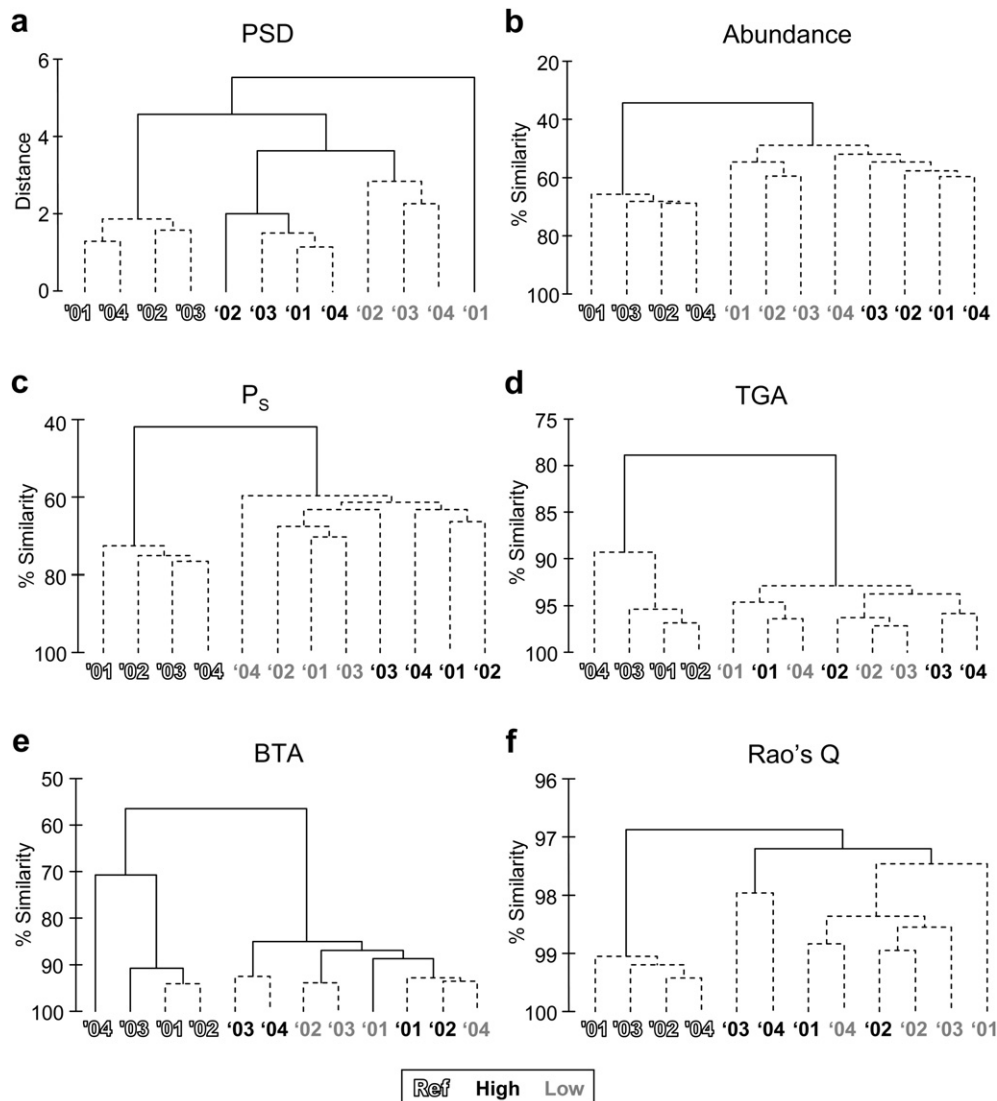 a
PSD
6
4
2
0
Distance
'01 '04 '02 '03 '02 '03 '01 '04 '02 '03 '04 '01
b
Abundance
20
40
60
80
100
% Similarity
'01 '03 '02 '04 '01 '02 '03 '04 '03 '02 '01 '04
c
PS
40
60
80
100
% Similarity
'01 '02 '03 '04 '04 '02 '01 '03 '03 '04 '01 '02
d
TGA
75
80
85
90
95
100
% Similarity
'04 '03 '01 '02 '01 '01 '04 '02 '02 '03 '03 '04
e
BTA
50
60
70
80
90
100
% Similarity
'04 '03 '01 '02 '03 '04 '02 '03 '01 '01 '02 '04
f
Rao's Q
96
97
98
99
100
% Similarity
'01 '03 '02 '04 '03 '04 '01 '04 '02 '02 '03 '01
Ref High Low